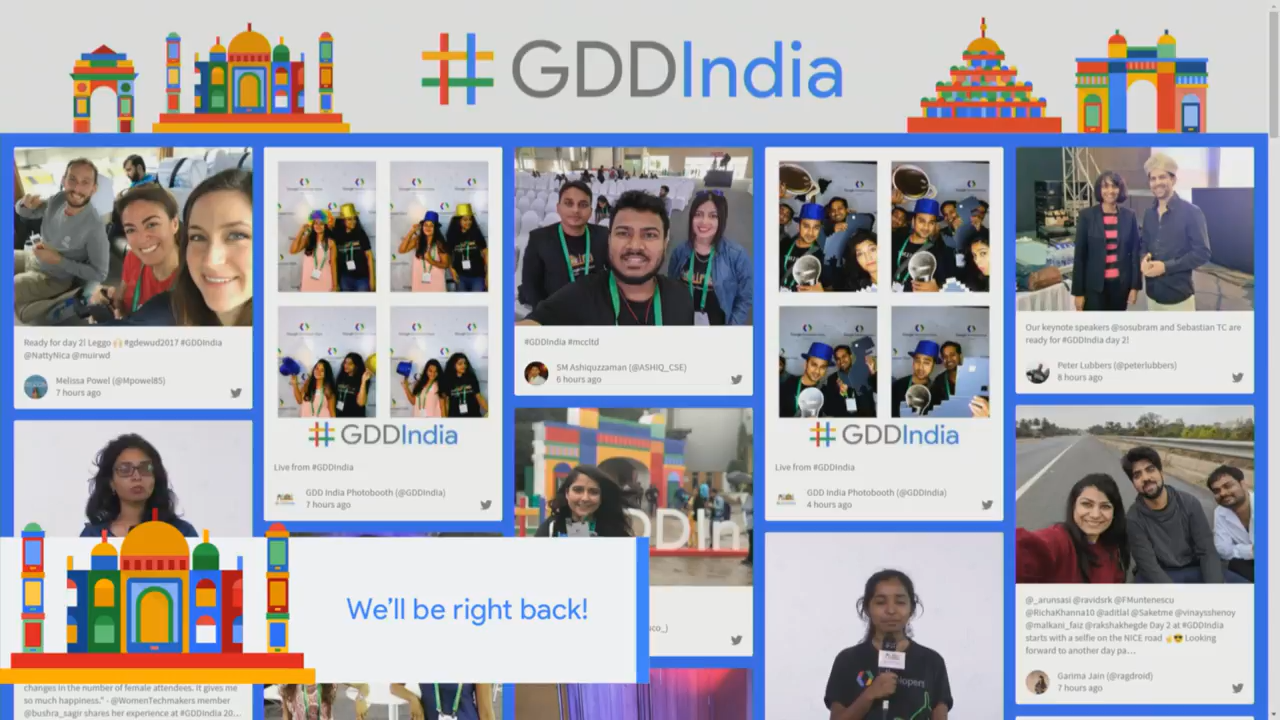 #GDDIndia
Ready for day 2! Leggo 🙌 #gdewud2017 #GDDIndia
@NattyNica @muirwd
Melissa Powel (@Mpowel85)
7 hours ago
#GDDIndia
Live from #GDDIndia
GDD India Photobooth (@GDDIndia)
7 hours ago
#GDDIndia #mccltd
SM Ashiquzzaman (@ASHIQ_CSE)
6 hours ago
#GDDIndia
Live from #GDDIndia
GDD India Photobooth (@GDDIndia)
4 hours ago
Our keynote speakers @sosubram and Sebastian TC are
ready for #GDDIndia day 2!
Peter Lubbers (@peterlubbers)
8 hours ago
@_arunsasi @ravidsrk @FMuntenescu
@RichaKhanna10 @aditlal @Saketme @vinaysshenoy
@malkani_faiz @rakshakhegde Day 2 at #GDDIndia
starts with a selfie on the NICE road ✌😎 Looking
forward to another day pa...
Garima Jain (@ragdroid)
7 hours ago
We'll be right back!
changes in the number of female attendees. It gives me
so much happiness." - @WomenTechmakers member
@bushra_sagir shares her experience at #GDDIndia 20...